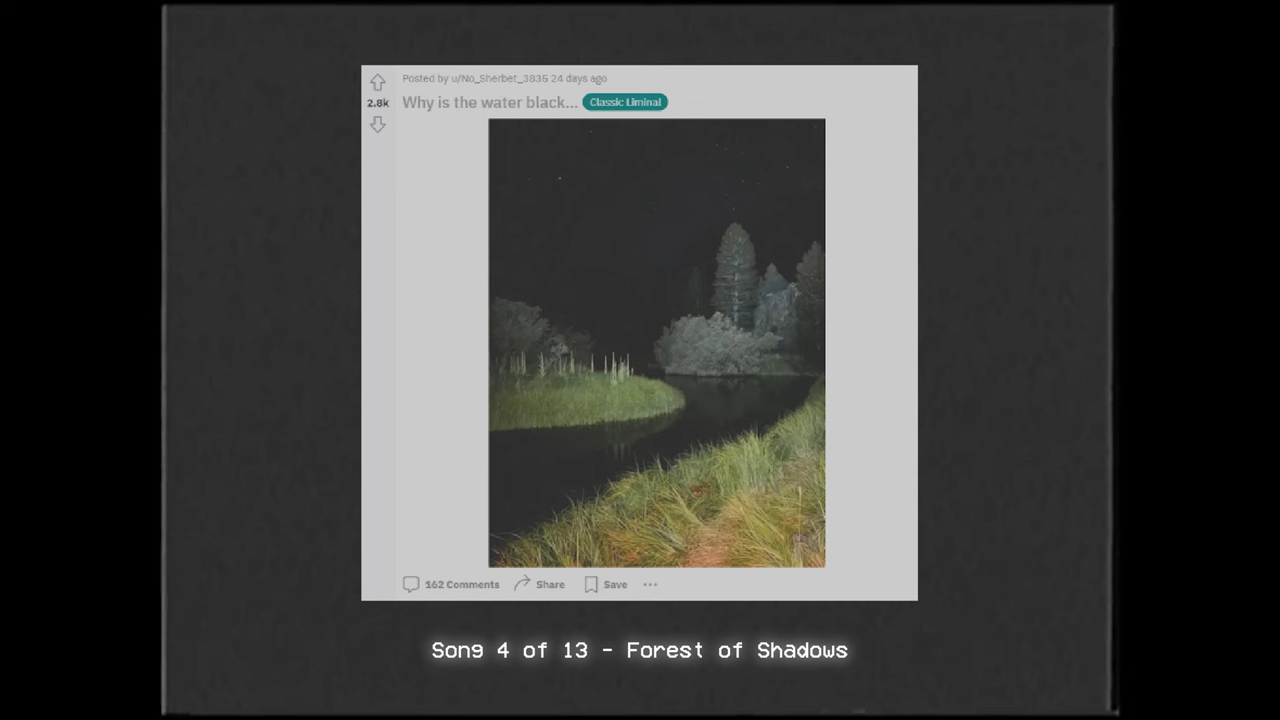 Posted by u/No_Sherbet_3835 24 days ago
2.8k
Why is the water black... Classic Liminal
162 Comments Share Save
Song 4 of 13 - Forest of Shadows